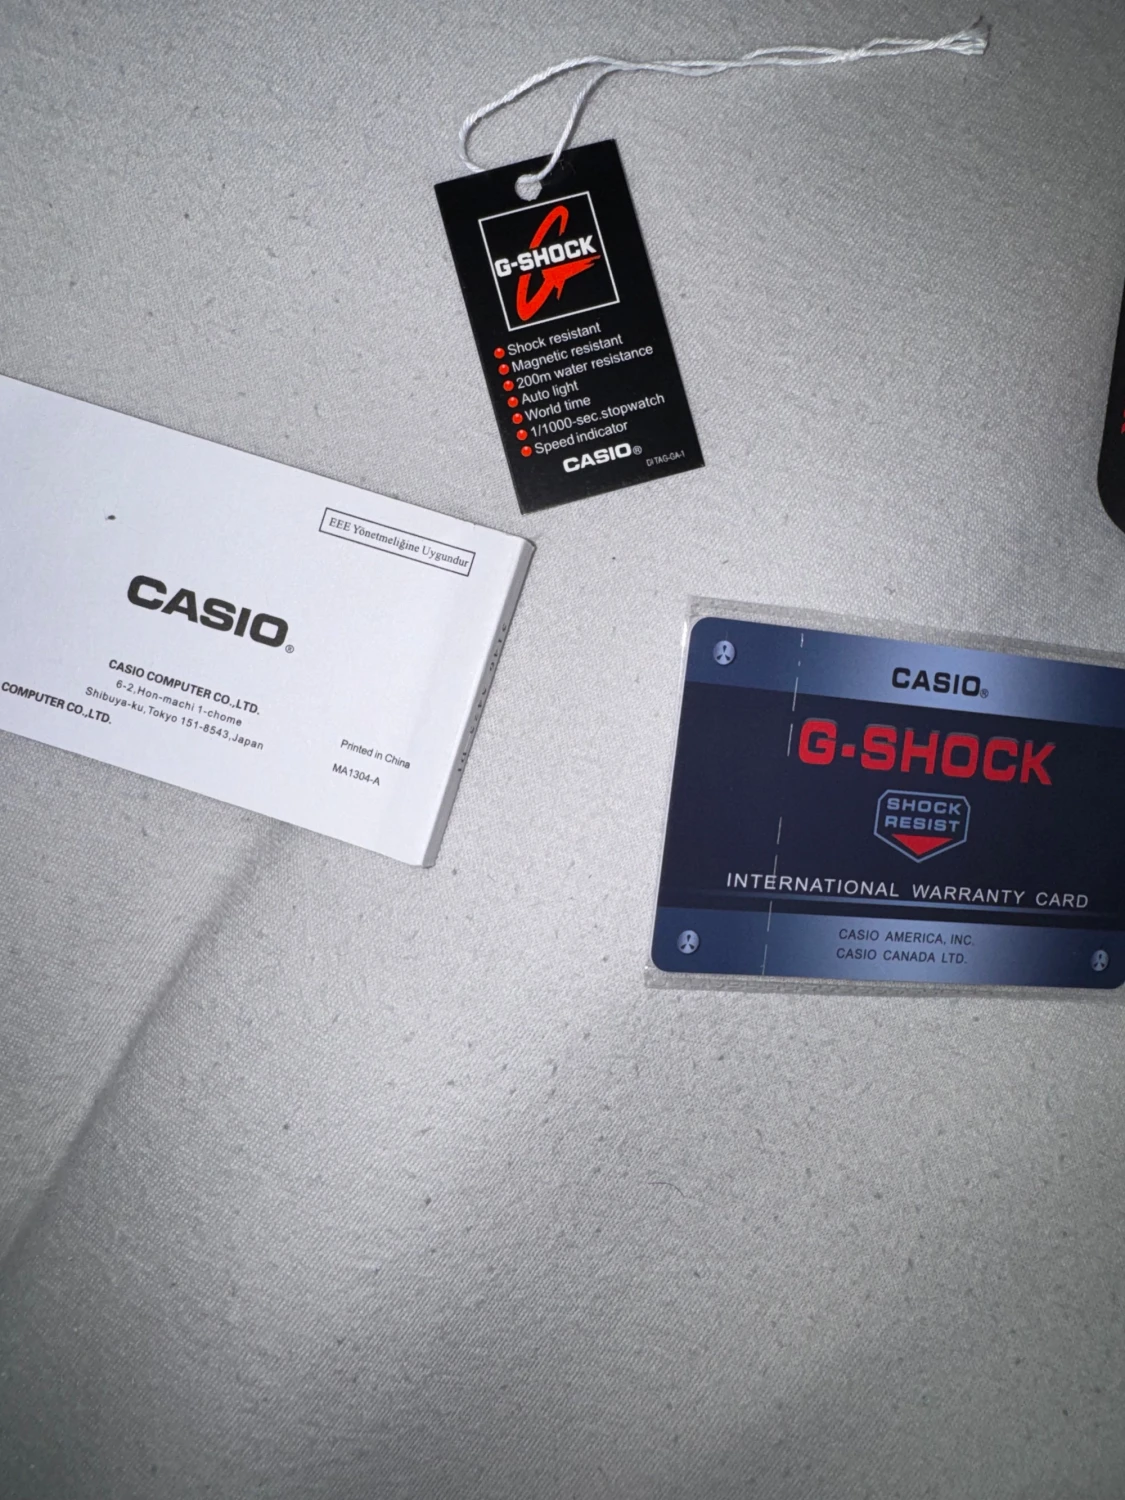 G-SHOCK
Shock resistant
Magnetic resistant
200m water resistance
Auto light
World time
1/1000-sec.stopwatch
Speed indicator
CASIO®
DI TAG-GA-1
EEE Yönetmeliğine Uygundur
CASIO®
CASIO COMPUTER CO.,LTD.
6-2,Hon-machi 1-chome
Shibuya-ku,Tokyo 151-8543,Japan
COMPUTER CO.,LTD.
Printed in China
MA1304-A
CASIO®
G-SHOCK
SHOCK
RESIST
INTERNATIONAL WARRANTY CARD
CASIO AMERICA, INC.
CASIO CANADA LTD.